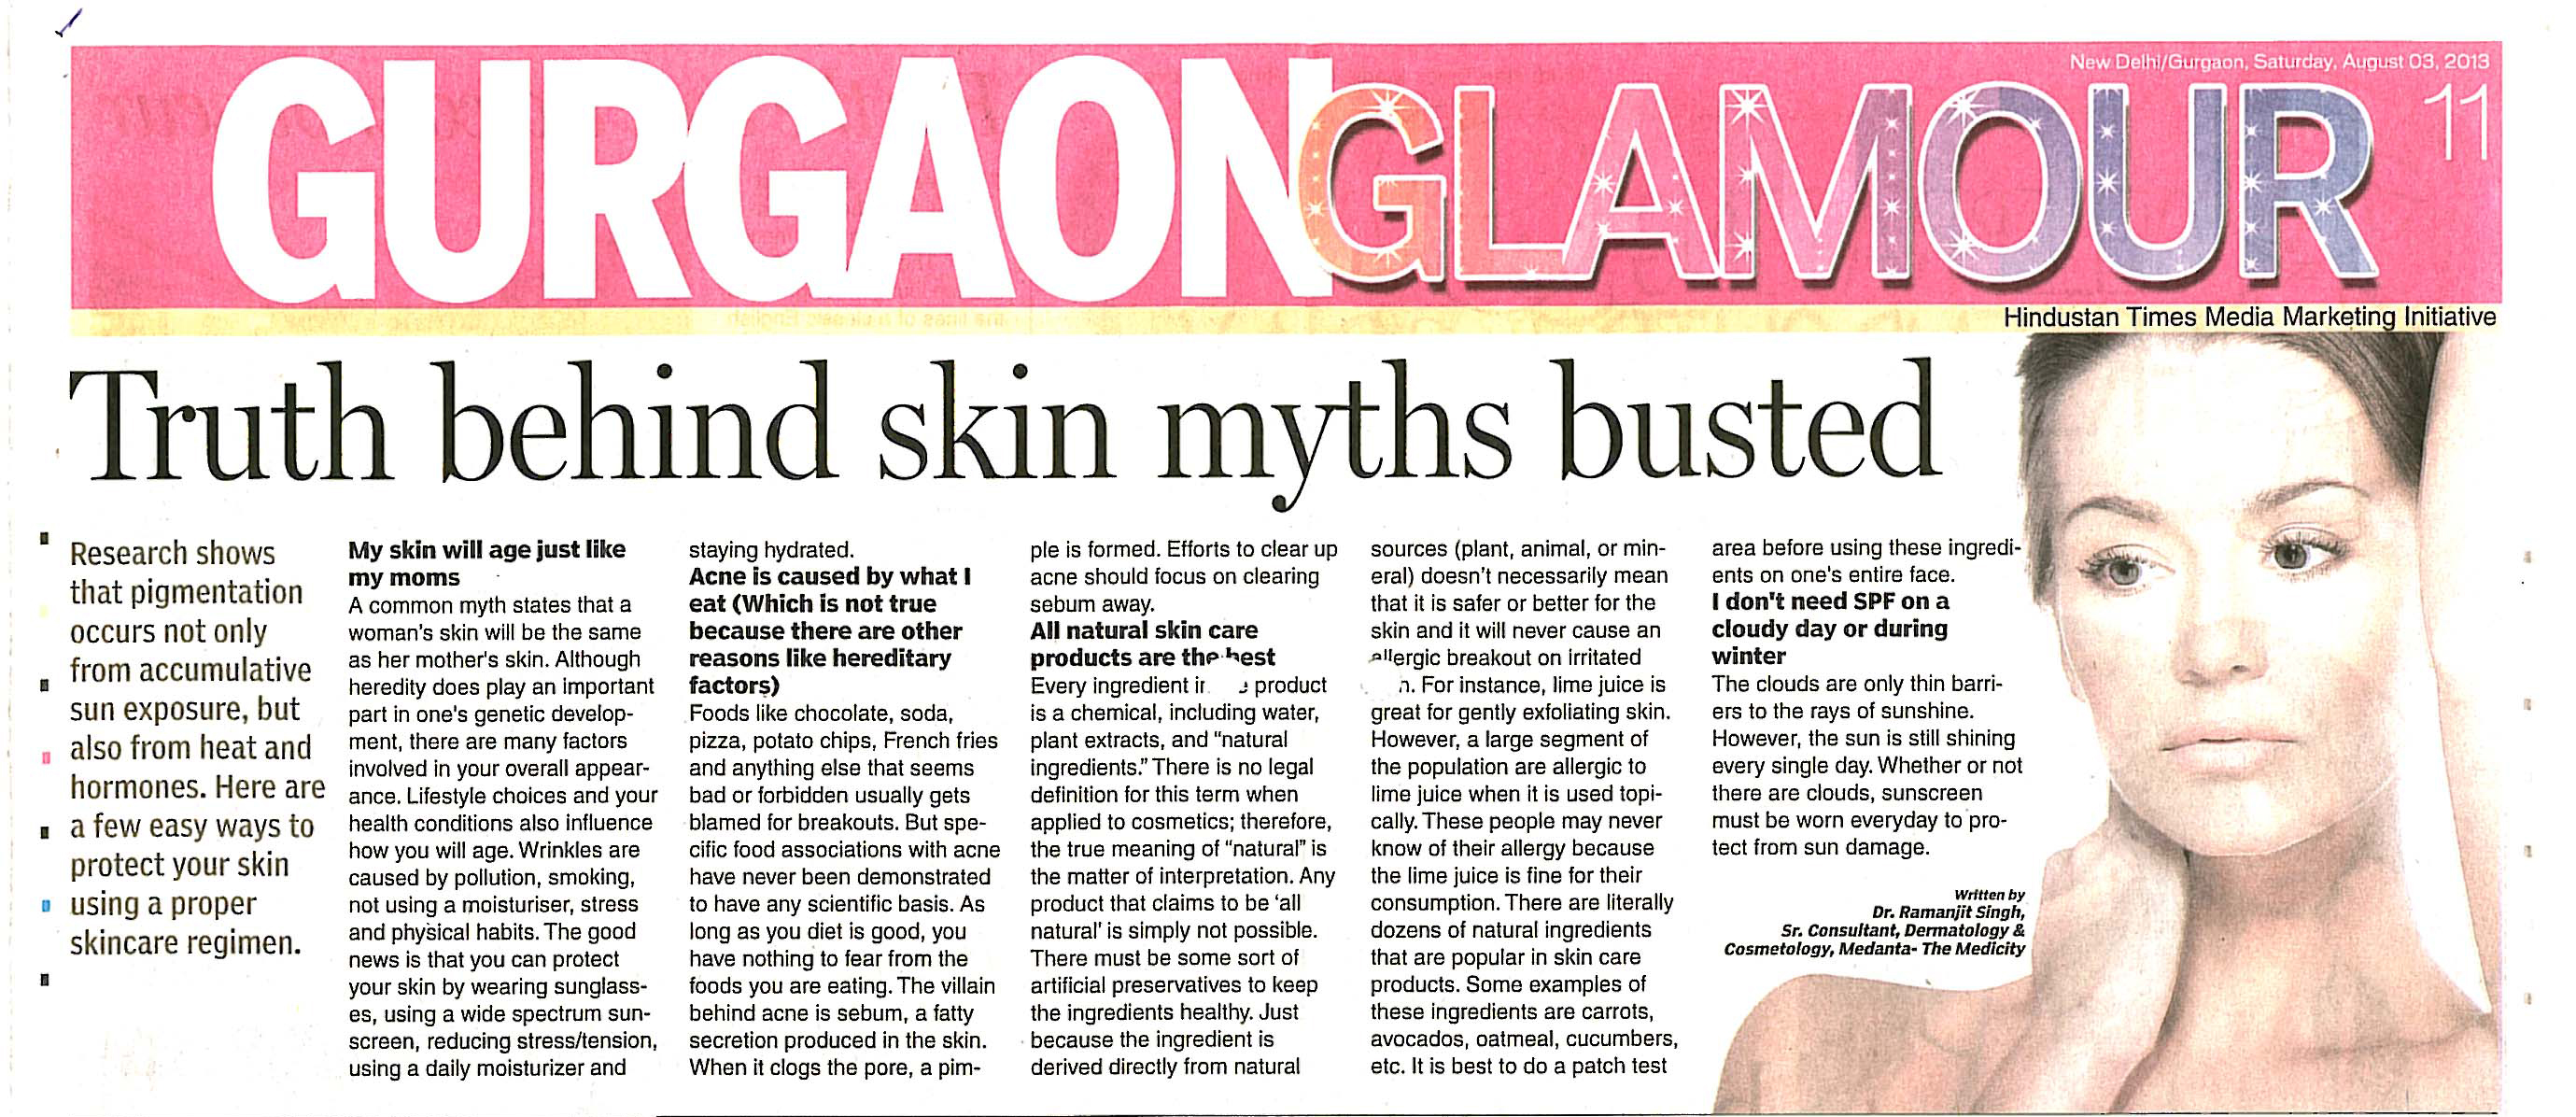 New Delhi/Gurgaon, Saturday, August 03, 2013
GURGAON GLAMOUR 11
Hindustan Times Media Marketing Initiative
Truth behind skin myths busted
Research shows
that pigmentation
occurs not only
from accumulative
sun exposure, but
also from heat and
hormones. Here are
a few easy ways to
protect your skin
using a proper
skincare regimen.
My skin will age just like
my moms
A common myth states that a
woman's skin will be the same
as her mother's skin. Although
heredity does play an important
part in one's genetic develop-
ment, there are many factors
involved in your overall appear-
ance. Lifestyle choices and your
health conditions also influence
how you will age. Wrinkles are
caused by pollution, smoking,
not using a moisturiser, stress
and physical habits. The good
news is that you can protect
your skin by wearing sunglass-
es, using a wide spectrum sun-
screen, reducing stress/tension,
using a daily moisturizer and
staying hydrated.
Acne is caused by what I
eat (Which is not true
because there are other
reasons like hereditary
factors)
Foods like chocolate, soda,
pizza, potato chips, French fries
and anything else that seems
bad or forbidden usually gets
blamed for breakouts. But spe-
cific food associations with acne
have never been demonstrated
to have any scientific basis. As
long as you diet is good, you
have nothing to fear from the
foods you are eating. The villain
behind acne is sebum, a fatty
secretion produced in the skin.
When it clogs the pore, a pim-
ple is formed. Efforts to clear up
acne should focus on clearing
sebum away.
All natural skin care
products are the best
Every ingredient product
is a chemical, including water,
plant extracts, and "natural
ingredients." There is no legal
definition for this term when
applied to cosmetics; therefore,
the true meaning of "natural" is
the matter of interpretation. Any
product that claims to be 'all
natural' is simply not possible.
There must be some sort of
artificial preservatives to keep
the ingredients healthy. Just
because the ingredient is
derived directly from natural
sources (plant, animal, or min-
eral) doesn't necessarily mean
that it is safer or better for the
skin and it will never cause an
allergic breakout on irritated
For instance, lime juice is
great for gently exfoliating skin.
However, a large segment of
the population are allergic to
lime juice when it is used topi-
cally. These people may never
know of their allergy because
the lime juice is fine for their
consumption. There are literally
dozens of natural ingredients
that are popular in skin care
products. Some examples of
these ingredients are carrots,
avocados, oatmeal, cucumbers,
etc. It is best to do a patch test
area before using these ingredi-
ents on one's entire face.
I don't need SPF on a
cloudy day or during
winter
The clouds are only thin barri-
ers to the rays of sunshine.
However, the sun is still shining
every single day. Whether or not
there are clouds, sunscreen
must be worn everyday to pro-
tect from sun damage.
Written by
Dr. Ramanjit Singh,
Sr. Consultant, Dermatology &
Cosmetology, Medanta- The Medicity